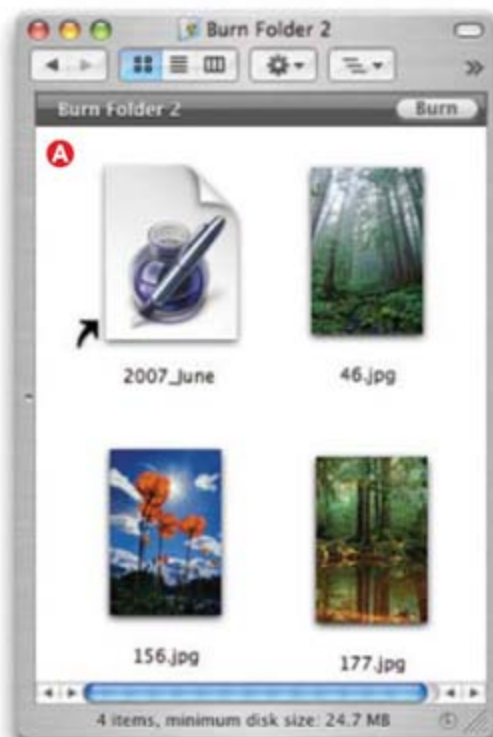 Burn Folder 2
Burn Folder 2 Burn
A
2007_June 46.jpg
156.jpg 177.jpg
4 items, minimum disk size: 24.7 MB